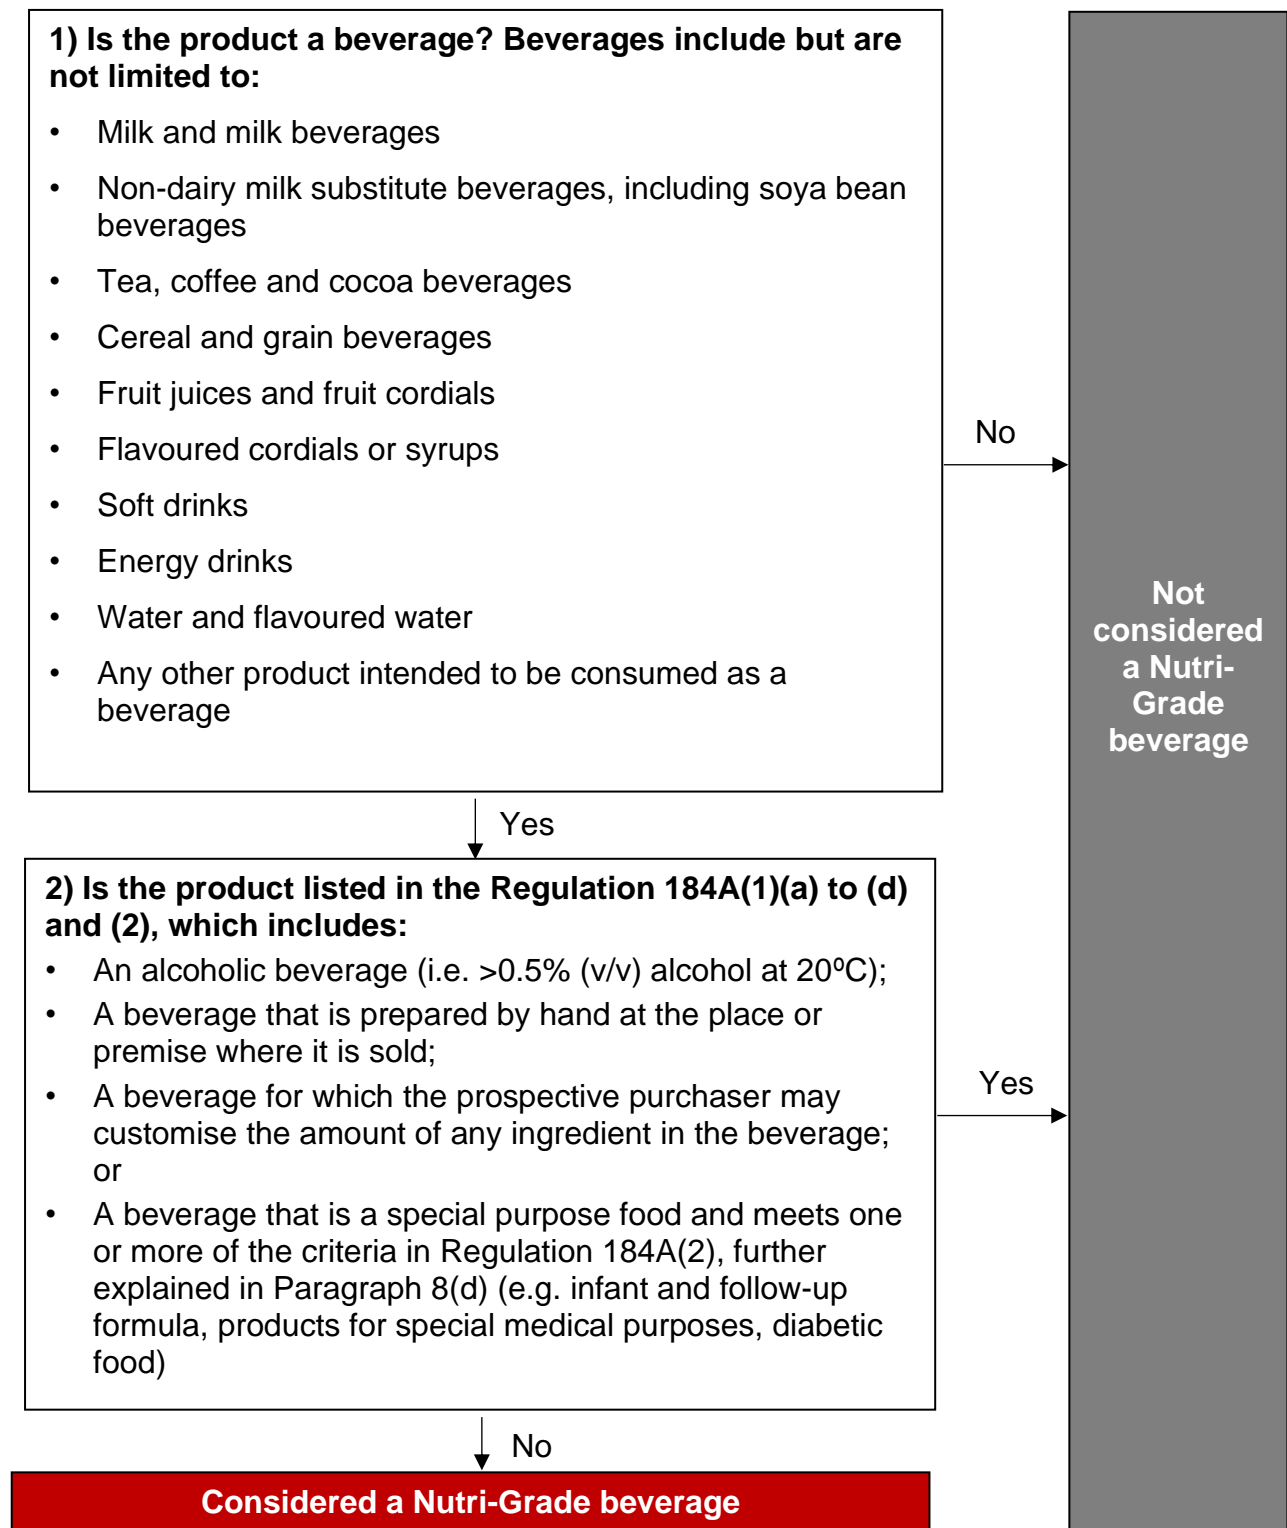 1) Is the product a beverage? Beverages include but are
not limited to:
• Milk and milk beverages
• Non-dairy milk substitute beverages, including soya bean
beverages
• Tea, coffee and cocoa beverages
• Cereal and grain beverages
• Fruit juices and fruit cordials
• Flavoured cordials or syrups
• Soft drinks
• Energy drinks
• Water and flavoured water
• Any other product intended to be consumed as a
beverage
No
Not
considered
a Nutri-
Grade
beverage
Yes
2) Is the product listed in the Regulation 184A(1)(a) to (d)
and (2), which includes:
• An alcoholic beverage (i.e. >0.5% (v/v) alcohol at 20ºC);
• A beverage that is prepared by hand at the place or
premise where it is sold;
• A beverage for which the prospective purchaser may
customise the amount of any ingredient in the beverage;
or
• A beverage that is a special purpose food and meets one
or more of the criteria in Regulation 184A(2), further
explained in Paragraph 8(d) (e.g. infant and follow-up
formula, products for special medical purposes, diabetic
food)
Yes
No
Considered a Nutri-Grade beverage